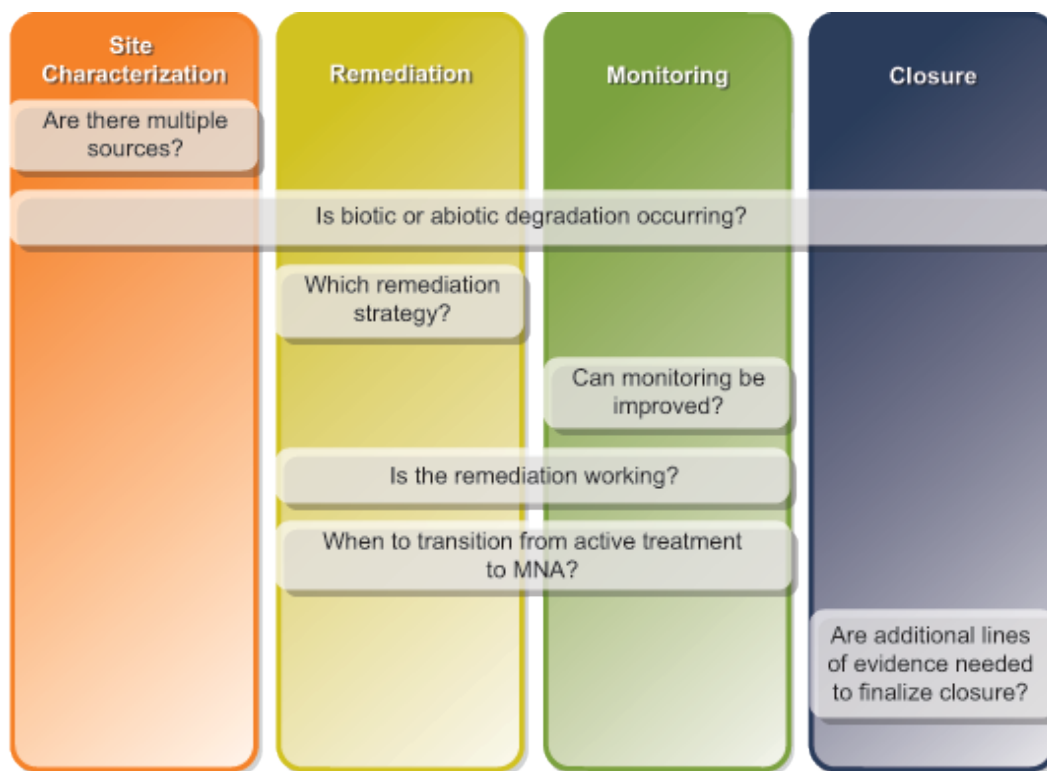 Site
Characterization
Remediation
Monitoring
Closure
Are there multiple
sources?
Is biotic or abiotic degradation occurring?
Which remediation
strategy?
Can monitoring be
improved?
Is the remediation working?
When to transition from active treatment
to MNA?
Are additional lines
of evidence needed
to finalize closure?